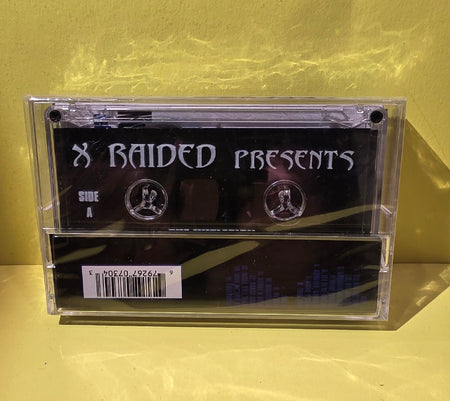 X RAIDED PRESENTS
SIDE
A
6 79267 07304 3